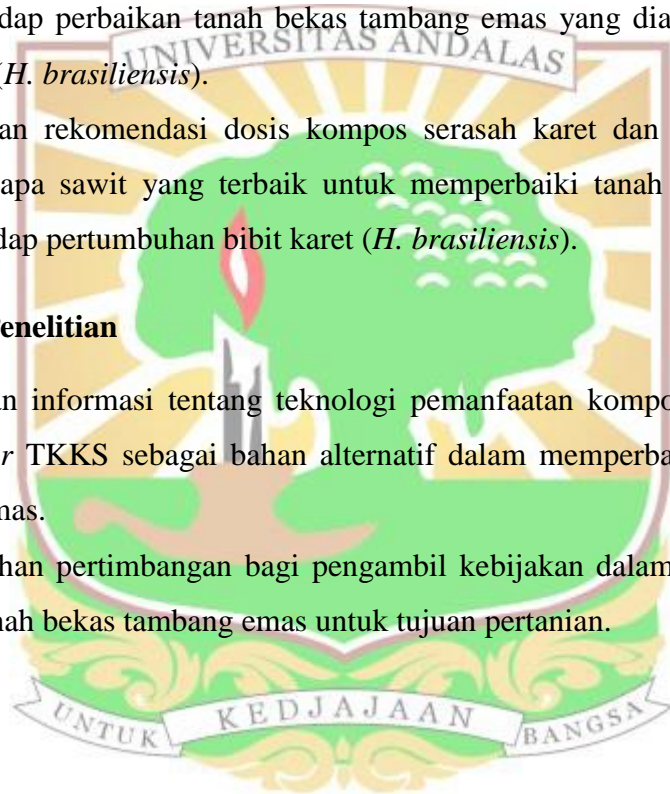 dap perbaikan tanah bekas tambang emas yang dia
UNIVERSITAS ANDALAS
(H. brasiliensis).
an rekomendasi dosis kompos serasah karet dan
apa sawit yang terbaik untuk memperbaiki tanah
dap pertumbuhan bibit karet (H. brasiliensis).
Penelitian
an informasi tentang teknologi pemanfaatan kompo
r TKKS sebagai bahan alternatif dalam memperba
mas.
han pertimbangan bagi pengambil kebijakan dalam
nah bekas tambang emas untuk tujuan pertanian.
UNTUK KEDJAJAAN BANGSA